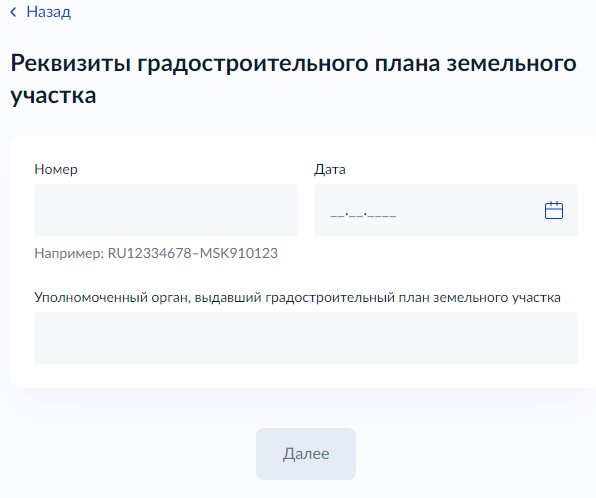 Назад
Реквизиты градостроительного плана земельного
участка
Номер
Дата
__.__.____
Например: RU12334678–MSK910123
Уполномоченный орган, выдавший градостроительный план земельного участка
Далее